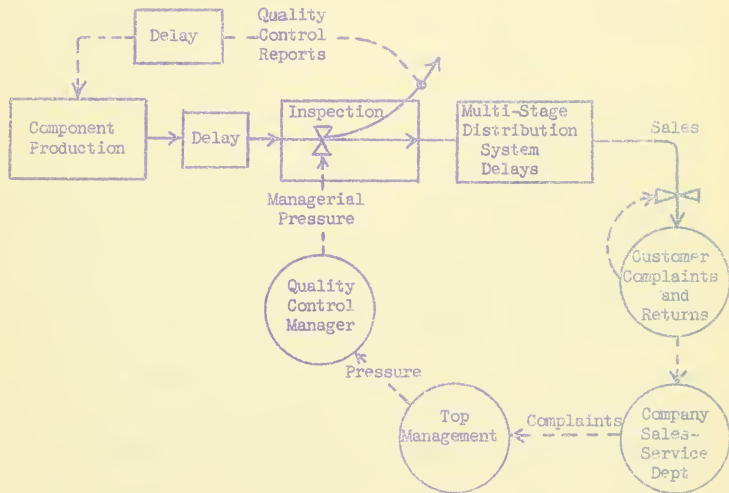 Quality
Control
Reports
Delay
Component
Production
Delay
Inspection
Multi-Stage
Distribution
System
Delays
Sales
Managerial
Pressure
Customer
Complaints
and
Returns
Quality
Control
Manager
Pressure
Top
Management
Complaints
Company
Sales-
Service
Dept